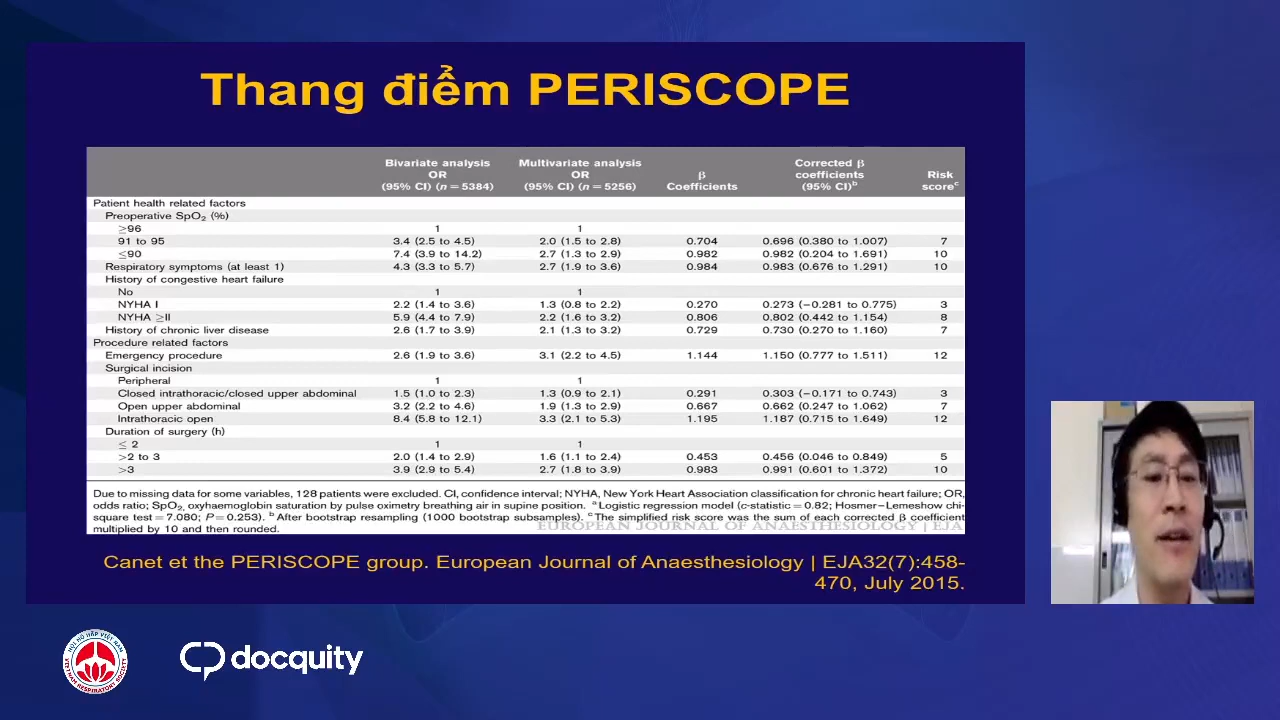 Thang điểm PERISCOPE
Bivariate analysis OR (95% CI) (n = 5384) Multivariate analysis OR (95% CI) (n = 5256) β Coefficients Corrected β coefficients (95% CI)b Risk scorec
Patient health related factors
Preoperative SpO2 (%)
≥96 1 1
91 to 95 3.4 (2.5 to 4.5) 2.0 (1.5 to 2.8) 0.704 0.696 (0.380 to 1.007) 7
≤90 7.4 (3.9 to 14.2) 2.7 (1.3 to 2.9) 0.982 0.982 (0.204 to 1.691) 10
Respiratory symptoms (at least 1) 4.3 (3.3 to 5.7) 2.7 (1.9 to 3.6) 0.984 0.983 (0.676 to 1.291) 10
History of congestive heart failure
No 1 1
NYHA I 2.2 (1.4 to 3.6) 1.3 (0.8 to 2.2) 0.270 0.273 (−0.281 to 0.775) 3
NYHA ≥II 5.9 (4.4 to 7.9) 2.2 (1.6 to 3.2) 0.806 0.802 (0.442 to 1.154) 8
History of chronic liver disease 2.6 (1.7 to 3.9) 2.1 (1.3 to 3.2) 0.729 0.730 (0.270 to 1.160) 7
Procedure related factors
Emergency procedure 2.6 (1.9 to 3.6) 3.1 (2.2 to 4.5) 1.144 1.150 (0.777 to 1.511) 12
Surgical incision
Peripheral 1 1
Closed intrathoracic/closed upper abdominal 1.5 (1.0 to 2.3) 1.3 (0.9 to 2.1) 0.291 0.303 (−0.171 to 0.743) 3
Open upper abdominal 3.2 (2.2 to 4.6) 1.9 (1.3 to 2.9) 0.667 0.662 (0.247 to 1.062) 7
Intrathoracic open 8.4 (5.8 to 12.1) 3.3 (2.1 to 5.3) 1.195 1.187 (0.715 to 1.649) 12
Duration of surgery (h)
≤ 2 1 1
>2 to 3 2.0 (1.4 to 2.9) 1.6 (1.1 to 2.4) 0.453 0.456 (0.046 to 0.849) 5
>3 3.9 (2.9 to 5.4) 2.7 (1.8 to 3.9) 0.983 0.991 (0.601 to 1.372) 10
Due to missing data for some variables, 128 patients were excluded. CI, confidence interval; NYHA, New York Heart Association classification for chronic heart failure; OR,
odds ratio; SpO2, oxyhaemoglobin saturation by pulse oximetry breathing air in supine position. aLogistic regression model (c-statistic = 0.82; Hosmer–Lemeshow chi-
square test = 7.080; P = 0.253). bAfter bootstrap resampling (1000 bootstrap subsamples). cThe simplified risk score was the sum of each corrected β coefficient
multiplied by 10 and then rounded.
EUROPEAN JOURNAL OF ANAESTHESIOLOGY | EJA
Canet et the PERISCOPE group. European Journal of Anaesthesiology | EJA32(7):458-
470, July 2015.
HỘI HÔ HẤP VIỆT NAM
VIETNAM RESPIRATORY SOCIETY
docquity